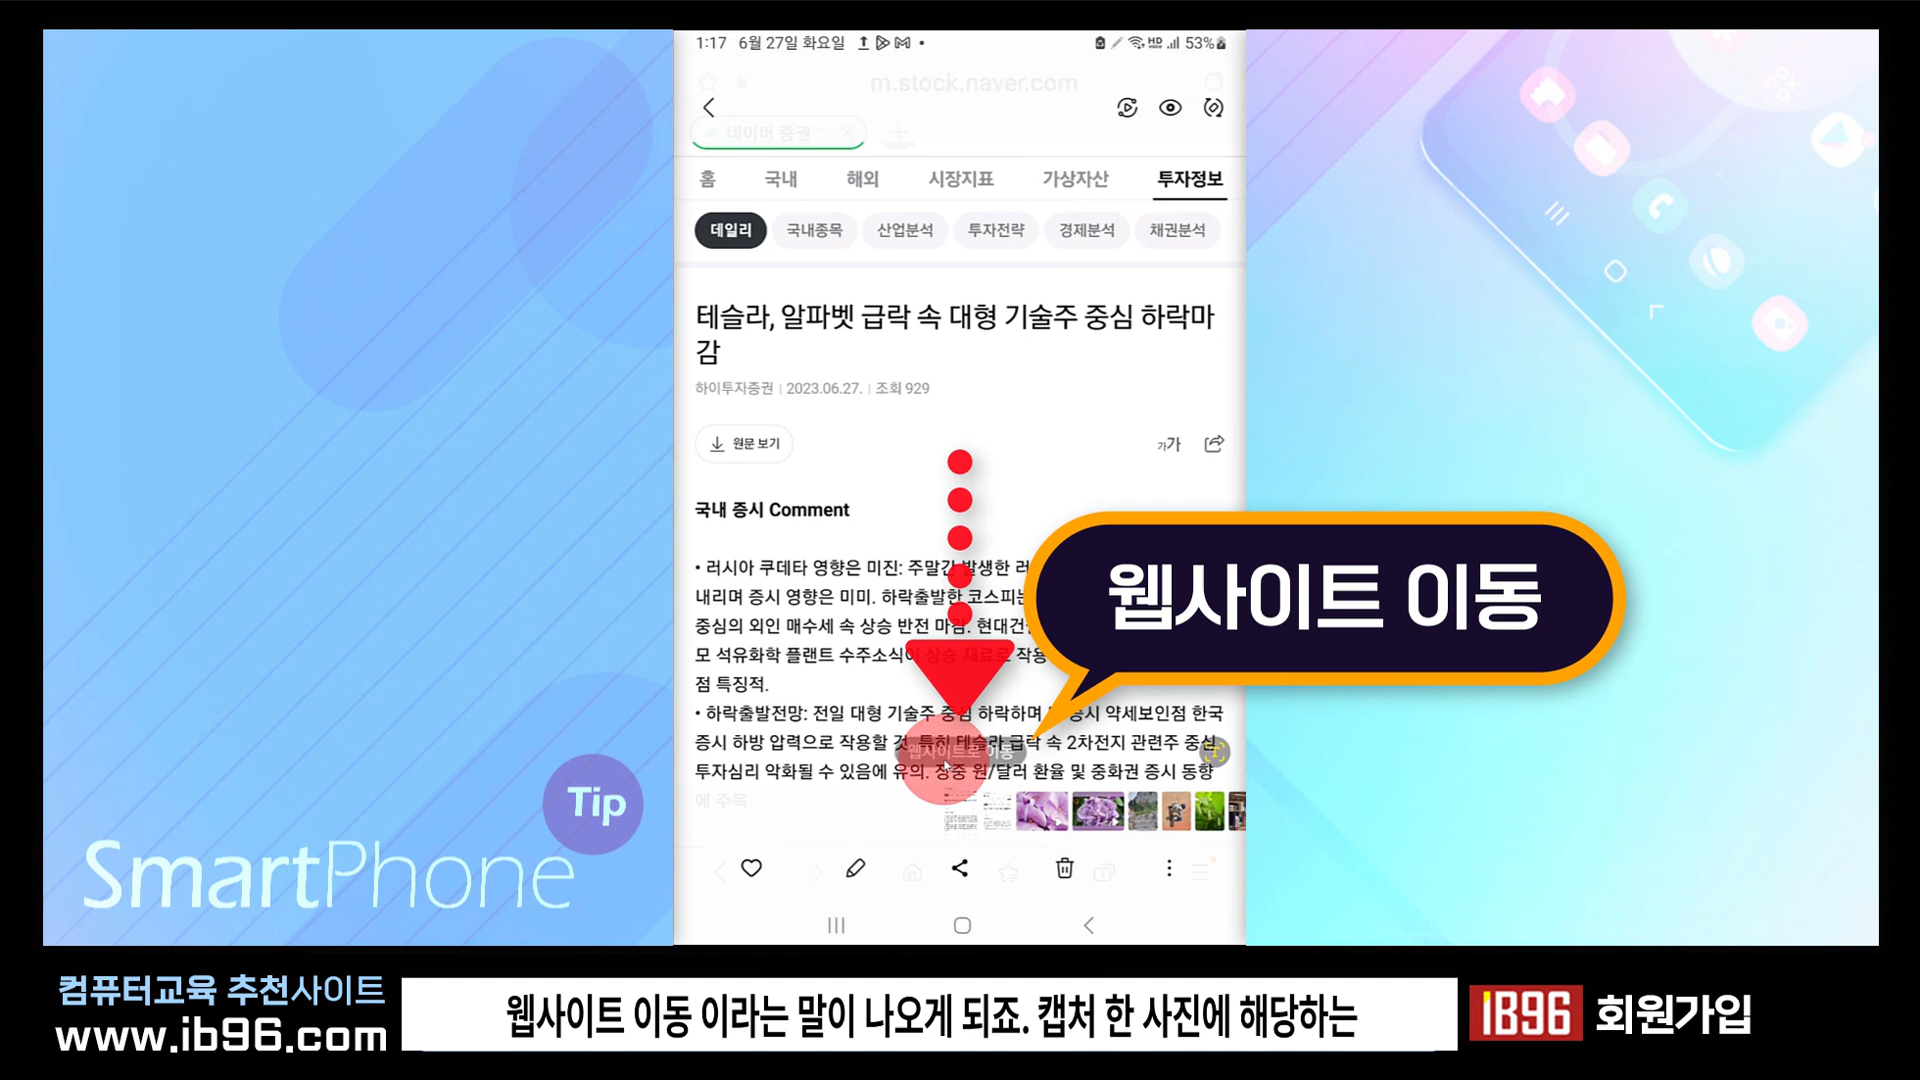 1:17 6월 27일 화요일
53%
m.stock.naver.com
네이버 증권
홈 국내 해외 시장지표 가상자산 투자정보
데일리 국내종목 산업분석 투자전략 경제분석 채권분석
테슬라, 알파벳 급락 속 대형 기술주 중심 하락마
감
하이투자증권 | 2023.06.27. | 조회 929
원문 보기
가가
국내 증시 Comment
• 러시아 쿠데타 영향은 미진: 주말간 발생한 러
내리며 증시 영향은 미미. 하락출발한 코스피는
중심의 외인 매수세 속 상승 반전 마감. 현대건
모 석유화학 플랜트 수주소식이 상승 재료로 작용
점 특징적.
• 하락출발전망: 전일 대형 기술주 중심 하락하며 증시 약세보인점 한국
증시 하방 압력으로 작용할 것. 특히 테슬라 급락 속 2차전지 관련주 중심
투자심리 악화될 수 있음에 유의. 장중 원/달러 환율 및 중화권 증시 동향
에 주목
웹사이트로 이동
웹사이트 이동
Tip
SmartPhone
컴퓨터교육 추천사이트
www.ib96.com
웹사이트 이동 이라는 말이 나오게 되죠. 캡처 한 사진에 해당하는
IB96 회원가입